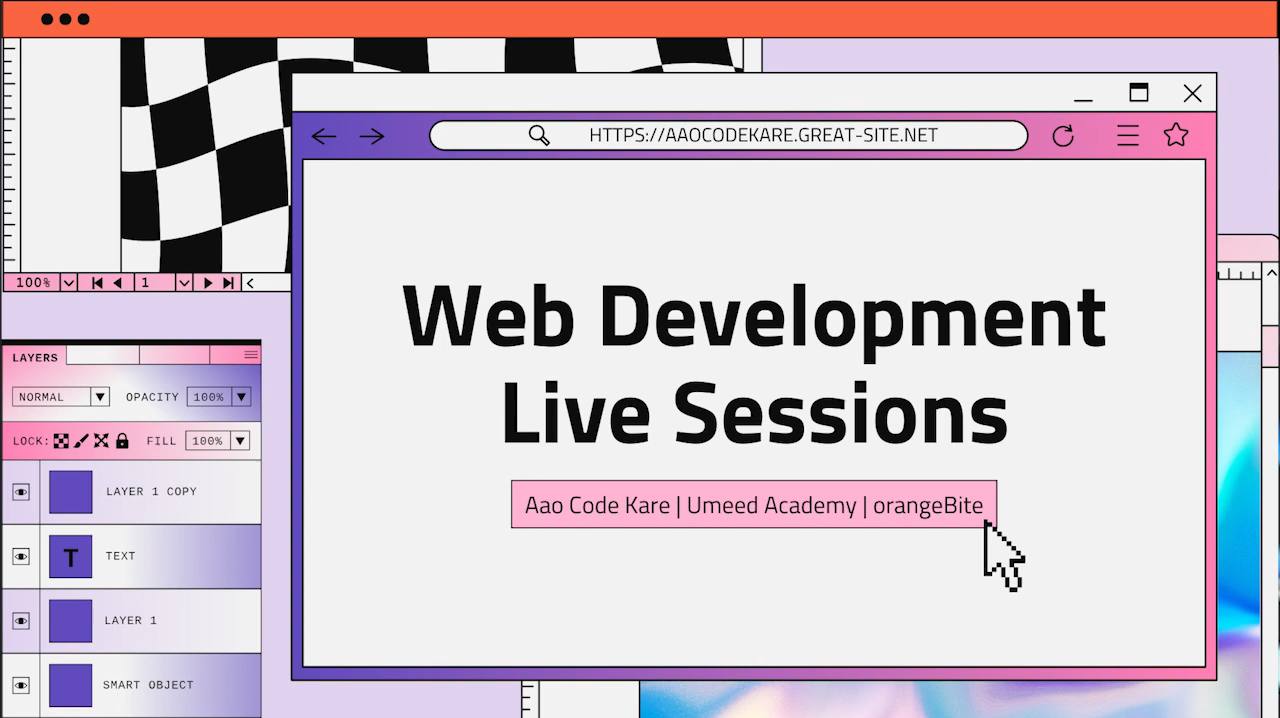 HTTPS://AAOCODEKARE.GREAT-SITE.NET
100% 1
Web Development
Live Sessions
Aao Code Kare | Umeed Academy | orangeBite
LAYERS
NORMAL OPACITY 100%
LOCK: FILL 100%
LAYER 1 COPY
T TEXT
LAYER 1
SMART OBJECT